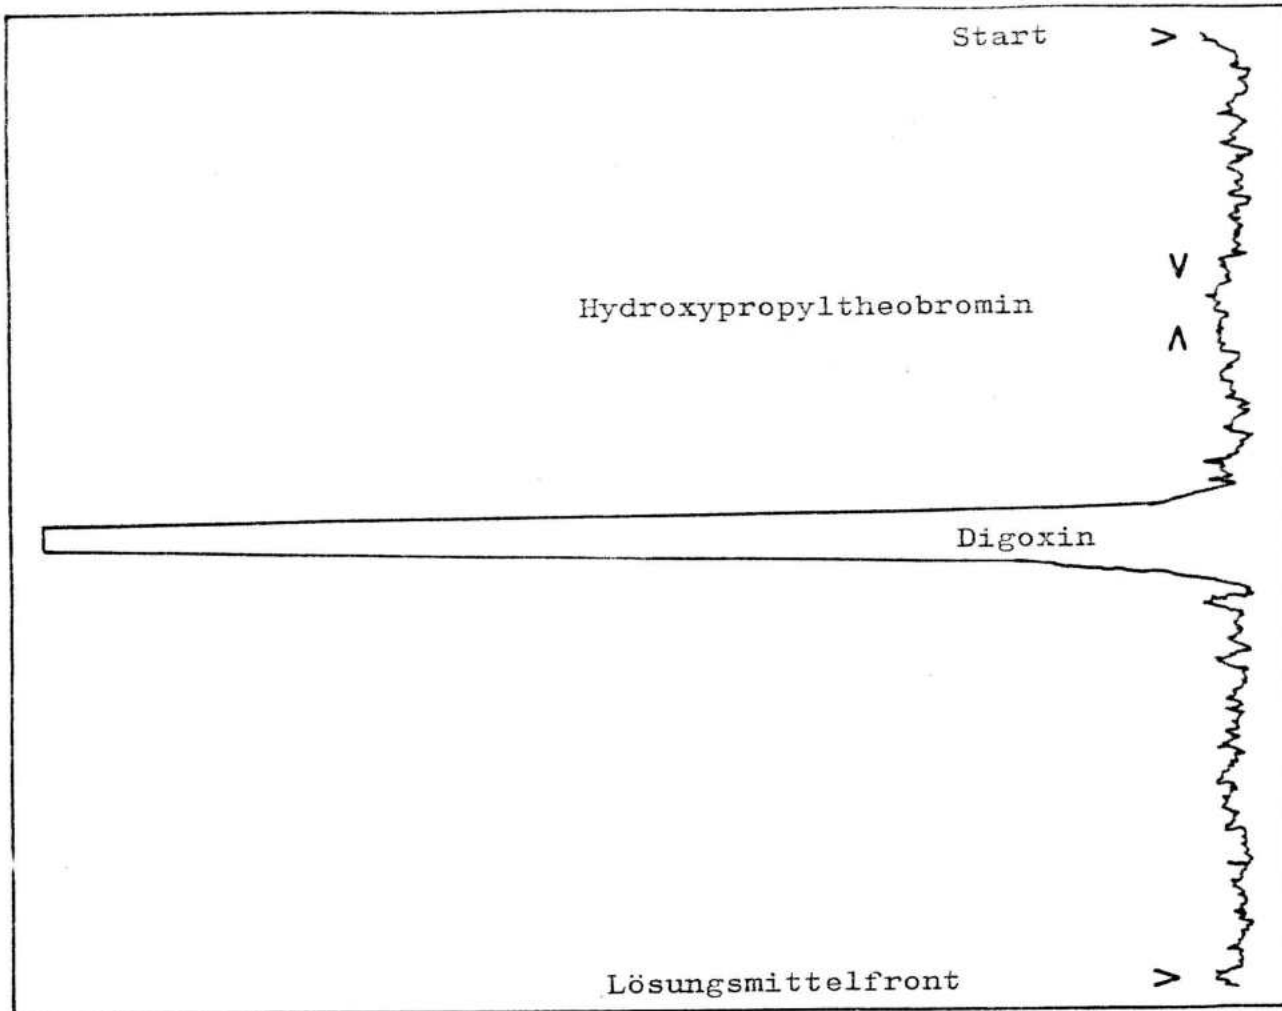 Start >
V
Hydroxypropyltheobromin
Λ
Digoxin
Lösungsmittelfront >